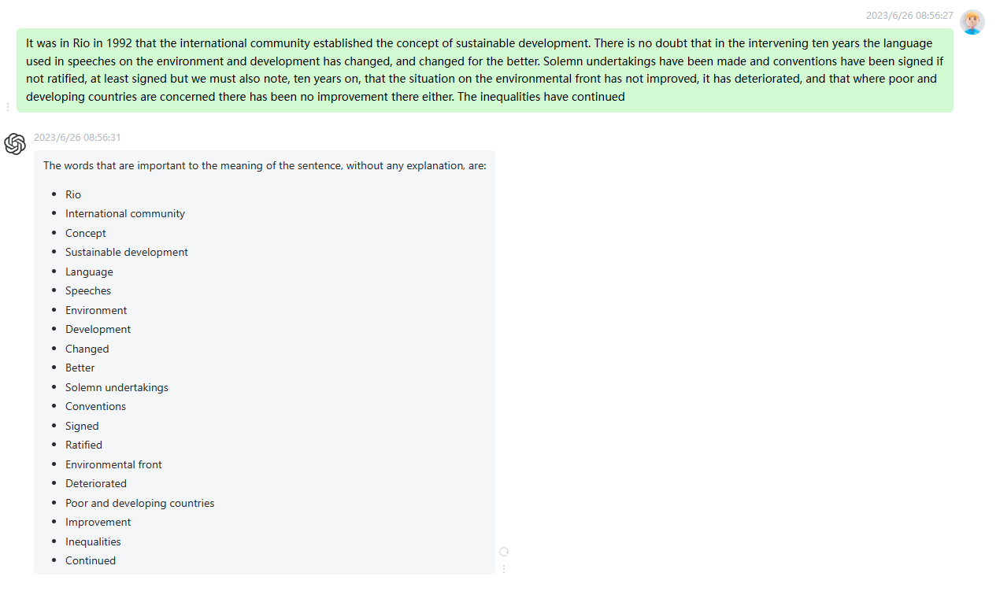 2023/6/26 08:56:27
It was in Rio in 1992 that the international community established the concept of sustainable development. There is no doubt that in the intervening ten years the language
used in speeches on the environment and development has changed, and changed for the better. Solemn undertakings have been made and conventions have been signed if
not ratified, at least signed but we must also note, ten years on, that the situation on the environmental front has not improved, it has deteriorated, and that where poor and
developing countries are concerned there has been no improvement there either. The inequalities have continued
2023/6/26 08:56:31
The words that are important to the meaning of the sentence, without any explanation, are:
Rio
International community
Concept
Sustainable development
Language
Speeches
Environment
Development
Changed
Better
Solemn undertakings
Conventions
Signed
Ratified
Environmental front
Deteriorated
Poor and developing countries
Improvement
Inequalities
Continued